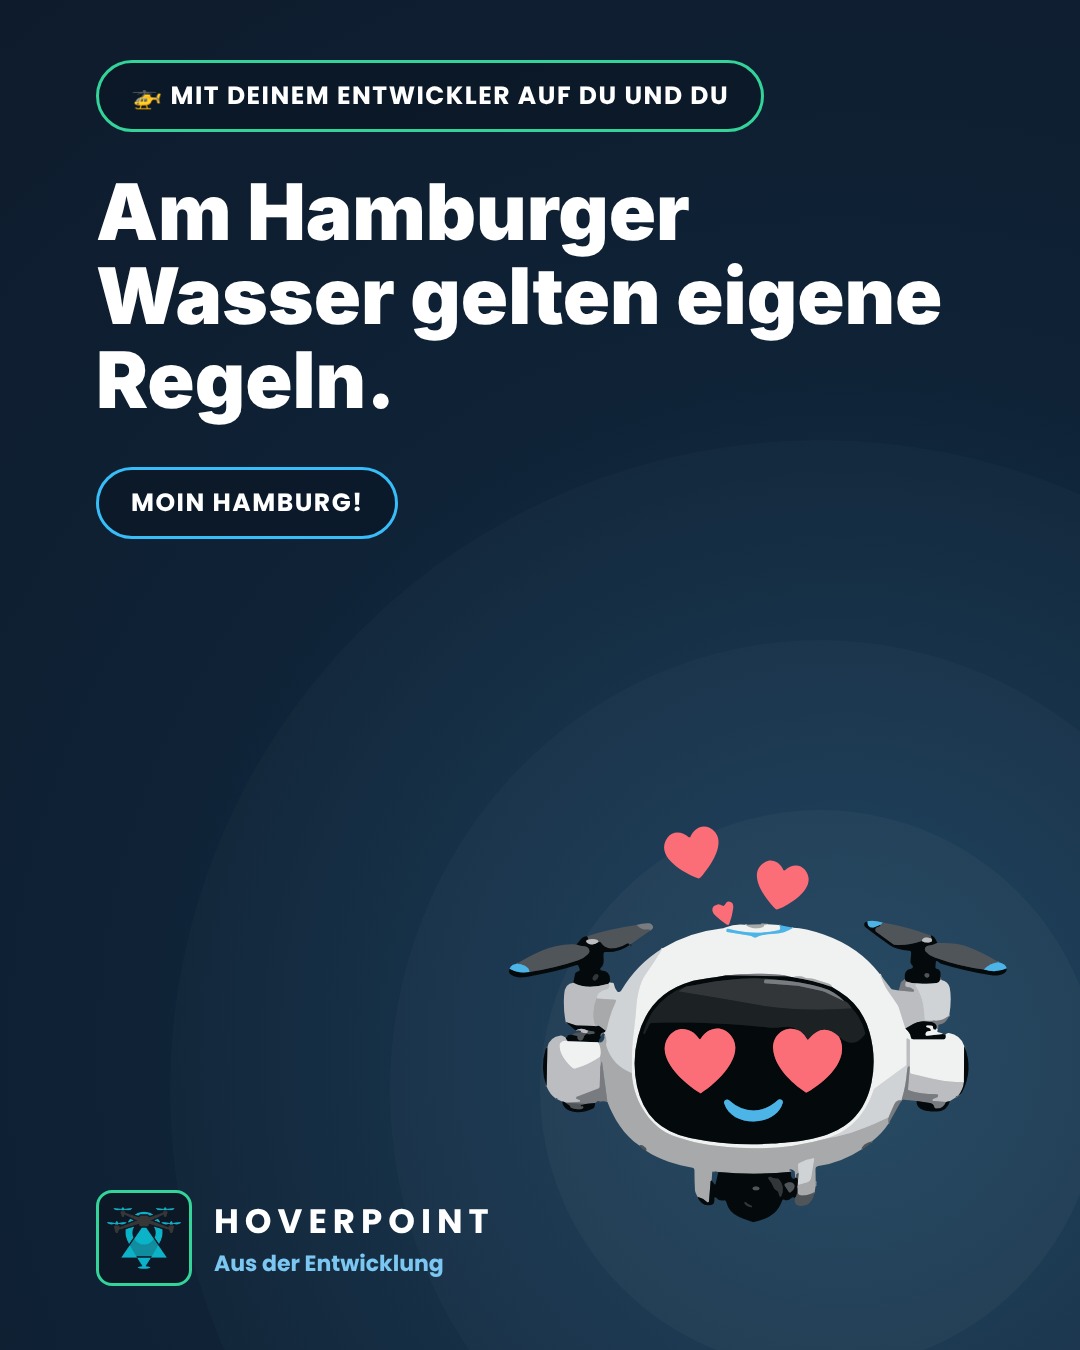 🚁 MIT DEINEM ENTWICKLER AUF DU UND DU
Am Hamburger
Wasser gelten eigene
Regeln.
MOIN HAMBURG!
HOVERPOINT
Aus der Entwicklung